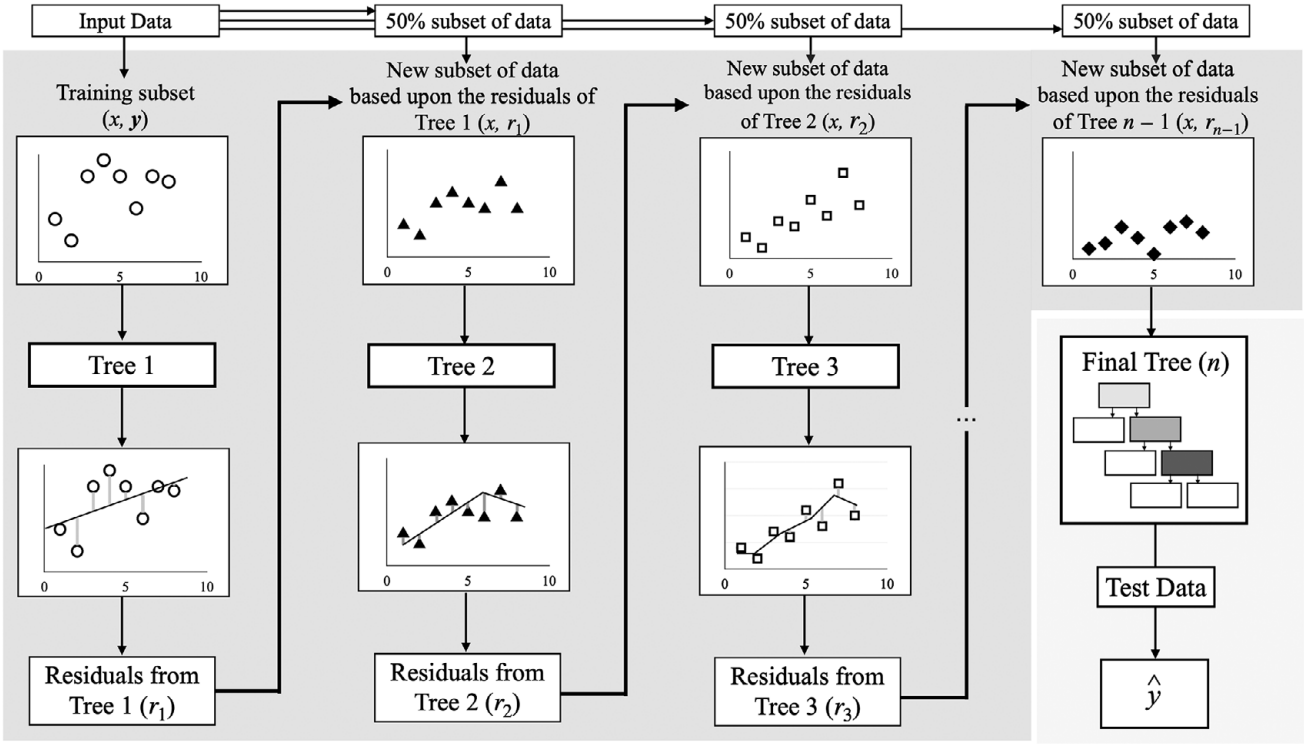 Input Data
50% subset of data
50% subset of data
50% subset of data
Training subset
(x, y)
New subset of data
based upon the residuals of
Tree 1 (x, r₁)
New subset of data
based upon the residuals
of Tree 2 (x, r₂)
New subset of data
based upon the residuals
of Tree n – 1 (x, rₙ₋₁)
0 5 10
0 5 10
0 5 10
0 5 10
Tree 1
Tree 2
Tree 3
Final Tree (n)
...
0 5 10
0 5 10
0 5 10
Test Data
Residuals from
Tree 1 (r₁)
Residuals from
Tree 2 (r₂)
Residuals from
Tree 3 (r₃)
ŷ